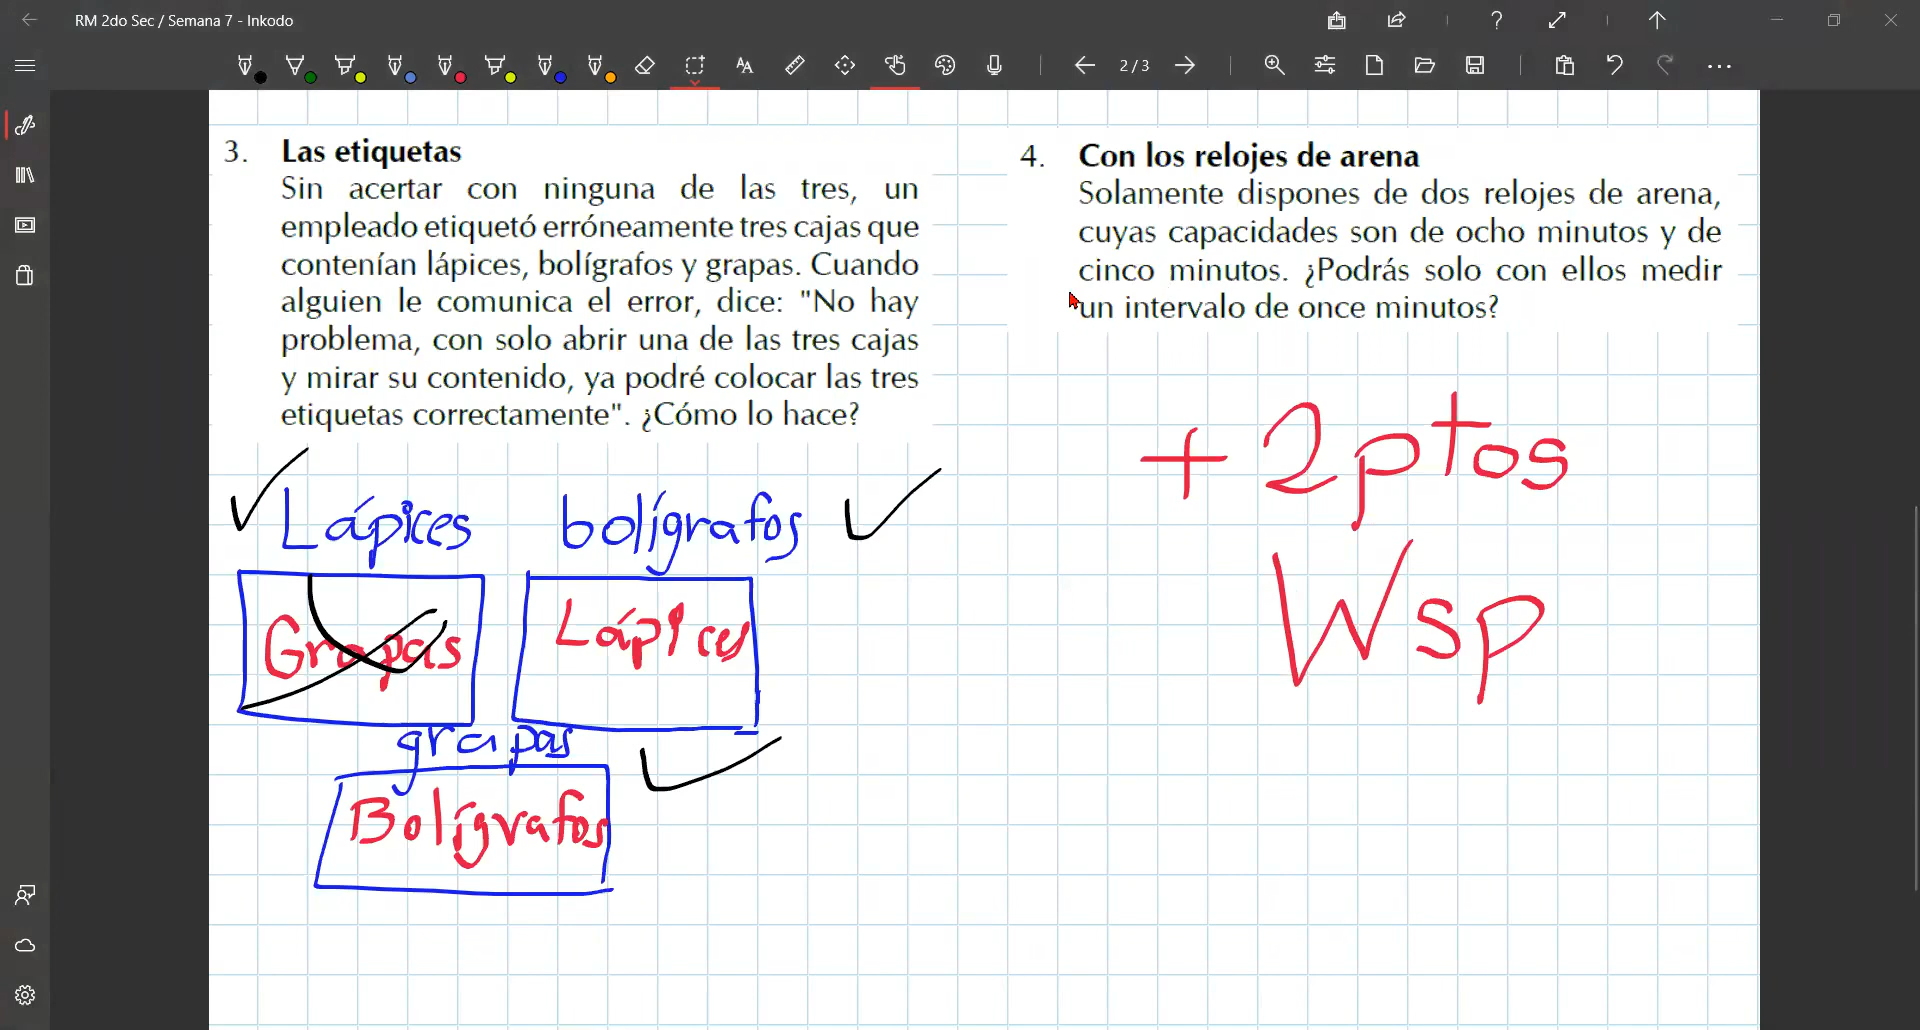 RM 2do Sec / Semana 7 - Inkodo
2 / 3
3. Las etiquetas
Sin acertar con ninguna de las tres, un
empleado etiquetó erróneamente tres cajas que
contenían lápices, bolígrafos y grapas. Cuando
alguien le comunica el error, dice: "No hay
problema, con solo abrir una de las tres cajas
y mirar su contenido, ya podré colocar las tres
etiquetas correctamente". ¿Cómo lo hace?
Lápices bolígrafos
Grapas Lápices
grapas
Bolígrafos
4. Con los relojes de arena
Solamente dispones de dos relojes de arena,
cuyas capacidades son de ocho minutos y de
cinco minutos. ¿Podrás solo con ellos medir
un intervalo de once minutos?
+ 2 ptos
Wsp